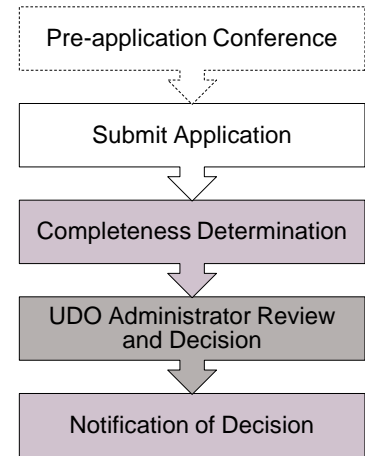 Pre-application Conference
Submit Application
Completeness Determination
UDO Administrator Review
and Decision
Notification of Decision